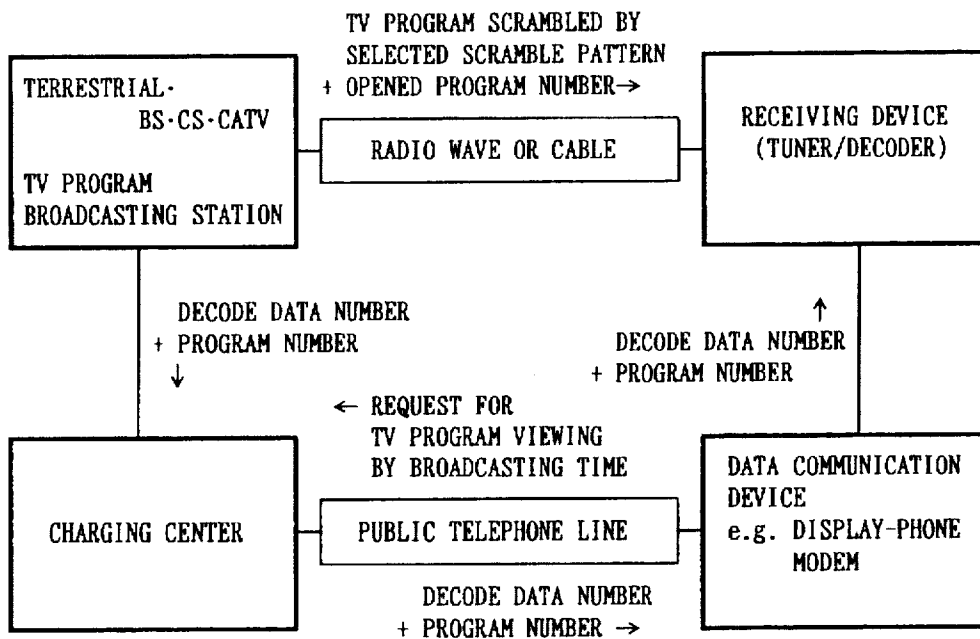 TV PROGRAM SCRAMBLED BY
SELECTED SCRAMBLE PATTERN
+ OPENED PROGRAM NUMBER→
TERRESTRIAL·
BS·CS·CATV
TV PROGRAM
BROADCASTING STATION
RADIO WAVE OR CABLE
RECEIVING DEVICE
(TUNER/DECODER)
DECODE DATA NUMBER
+ PROGRAM NUMBER
↓
↑
DECODE DATA NUMBER
+ PROGRAM NUMBER
← REQUEST FOR
TV PROGRAM VIEWING
BY BROADCASTING TIME
CHARGING CENTER
PUBLIC TELEPHONE LINE
DATA COMMUNICATION
DEVICE
e.g. DISPLAY-PHONE
MODEM
DECODE DATA NUMBER
+ PROGRAM NUMBER →